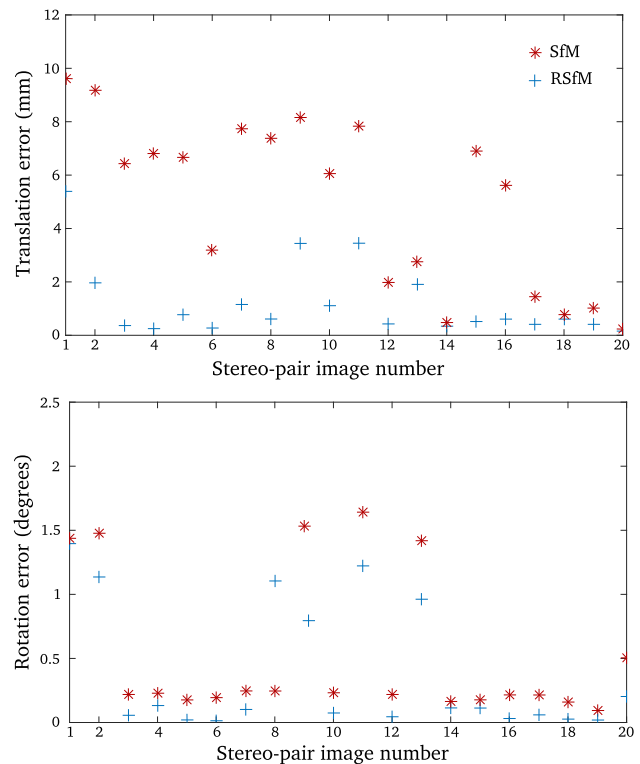 12
10
8
6
4
2
0
Translation error (mm)
SfM
RSfM
1 2 4 6 8 10 12 14 16 18 20
Stereo-pair image number
2.5
2
1.5
1
0.5
0
Rotation error (degrees)
1 2 4 6 8 10 12 14 16 18 20
Stereo-pair image number